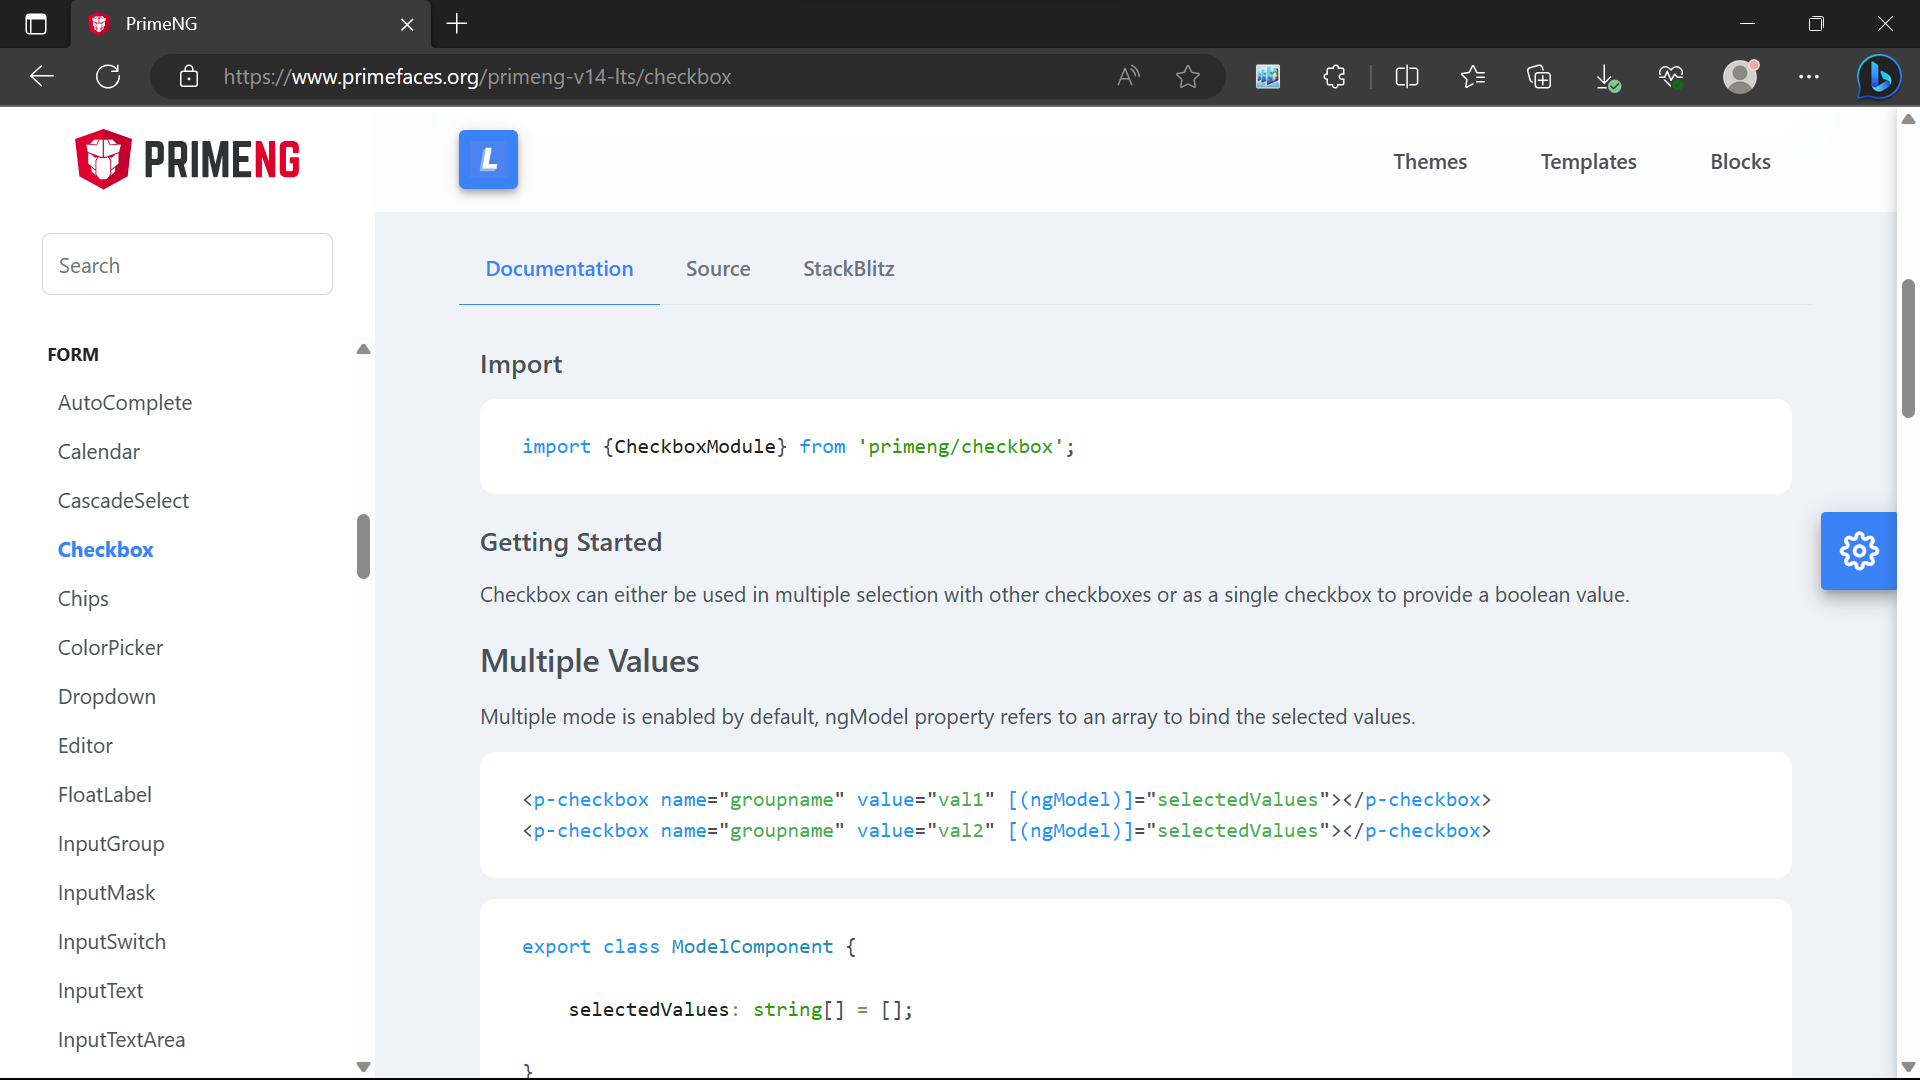 PrimeNG
https://www.primefaces.org/primeng-v14-lts/checkbox
PRIMENG
L
Themes
Templates
Blocks
Search
Documentation
Source
StackBlitz
FORM
AutoComplete
Calendar
CascadeSelect
Checkbox
Chips
ColorPicker
Dropdown
Editor
FloatLabel
InputGroup
InputMask
InputSwitch
InputText
InputTextArea
Import
import {CheckboxModule} from 'primeng/checkbox';
Getting Started
Checkbox can either be used in multiple selection with other checkboxes or as a single checkbox to provide a boolean value.
Multiple Values
Multiple mode is enabled by default, ngModel property refers to an array to bind the selected values.
<p-checkbox name="groupname" value="val1" [(ngModel)]="selectedValues"></p-checkbox>
<p-checkbox name="groupname" value="val2" [(ngModel)]="selectedValues"></p-checkbox>
export class ModelComponent {
selectedValues: string[] = [];
}